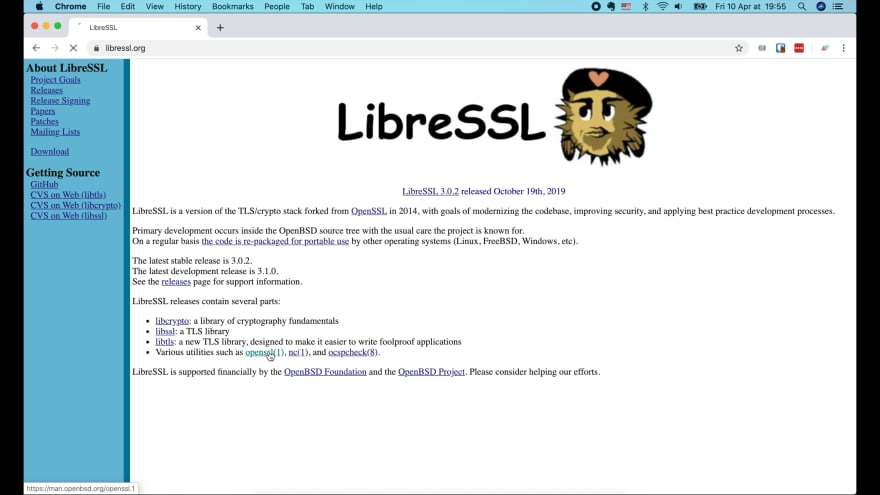 Chrome File Edit View History Bookmarks People Tab Window Help
Fri 10 Apr at 19:55
LibreSSL
libressl.org
About LibreSSL
Project Goals
Releases
Release Signing
Papers
Patches
Mailing Lists
Download
Getting Source
GitHub
CVS on Web (libtls)
CVS on Web (libcrypto)
CVS on Web (libssl)
LibreSSL
LibreSSL 3.0.2 released October 19th, 2019
LibreSSL is a version of the TLS/crypto stack forked from OpenSSL in 2014, with goals of modernizing the codebase, improving security, and applying best practice development processes.
Primary development occurs inside the OpenBSD source tree with the usual care the project is known for.
On a regular basis the code is re-packaged for portable use by other operating systems (Linux, FreeBSD, Windows, etc).
The latest stable release is 3.0.2.
The latest development release is 3.1.0.
See the releases page for support information.
LibreSSL releases contain several parts:
• libcrypto: a library of cryptography fundamentals
• libssl: a TLS library
• libtls: a new TLS library, designed to make it easier to write foolproof applications
• Various utilities such as openssl(1), nc(1), and ocspcheck(8).
LibreSSL is supported financially by the OpenBSD Foundation and the OpenBSD Project. Please consider helping our efforts.
https://man.openbsd.org/openssl.1